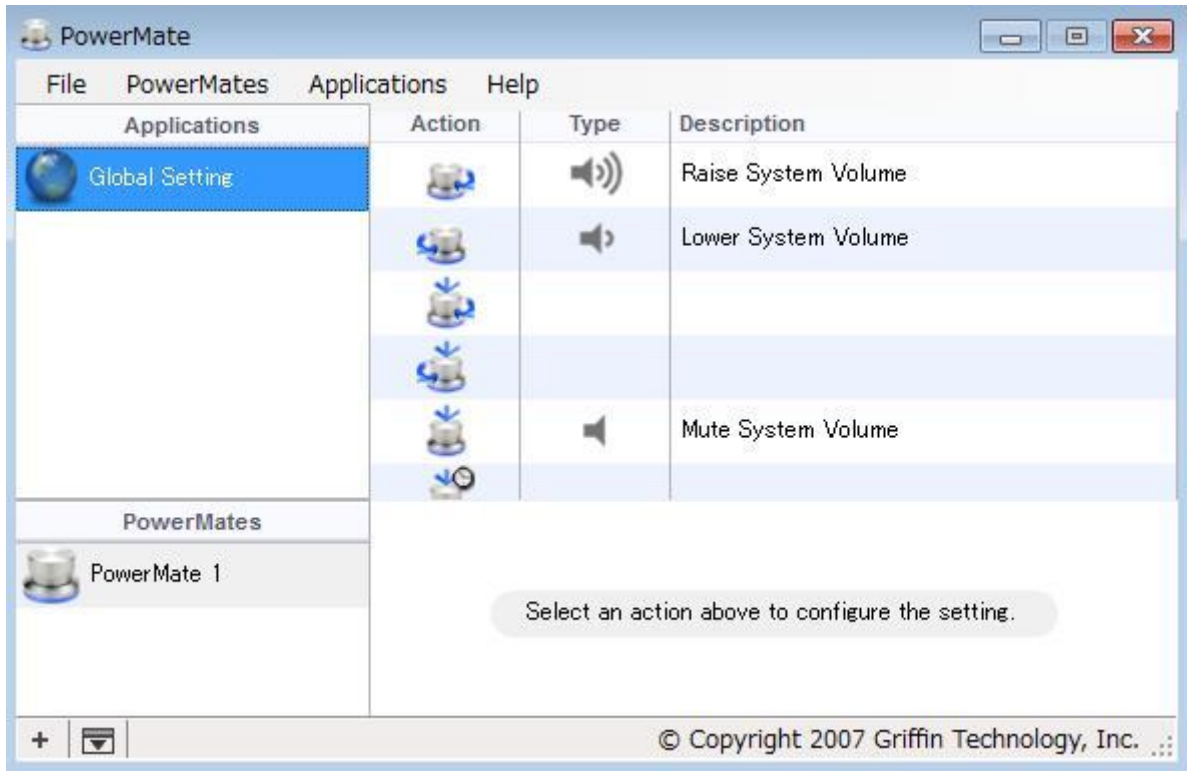 PowerMate
File PowerMates Applications Help
Applications Action Type Description
Global Setting Raise System Volume
Lower System Volume
Mute System Volume
PowerMates
PowerMate 1
Select an action above to configure the setting.
+ © Copyright 2007 Griffin Technology, Inc.